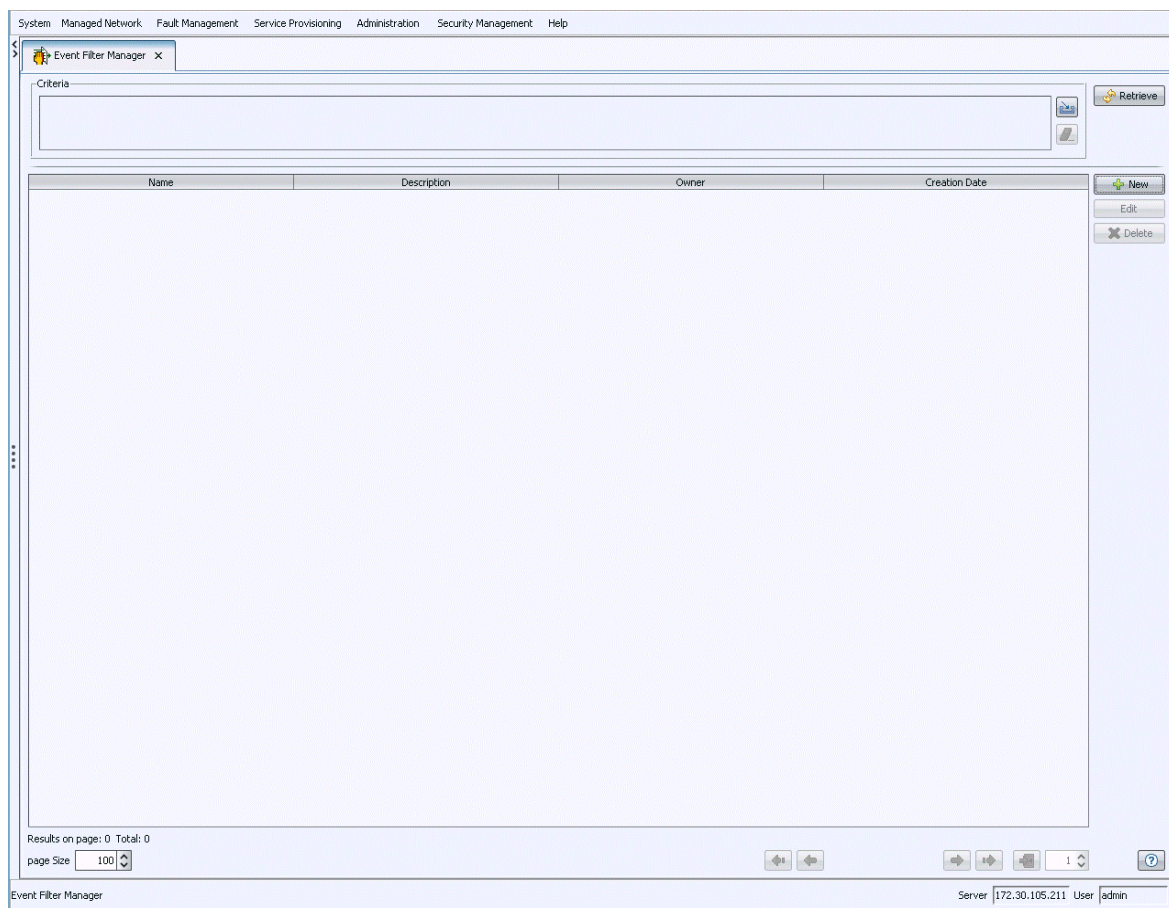 System Managed Network Fault Management Service Provisioning Administration Security Management Help
Event Filter Manager
Criteria
Retrieve
Name Description Owner Creation Date
New
Edit
Delete
Results on page: 0 Total: 0
page Size 100
1
Event Filter Manager Server 172.30.105.211 User admin